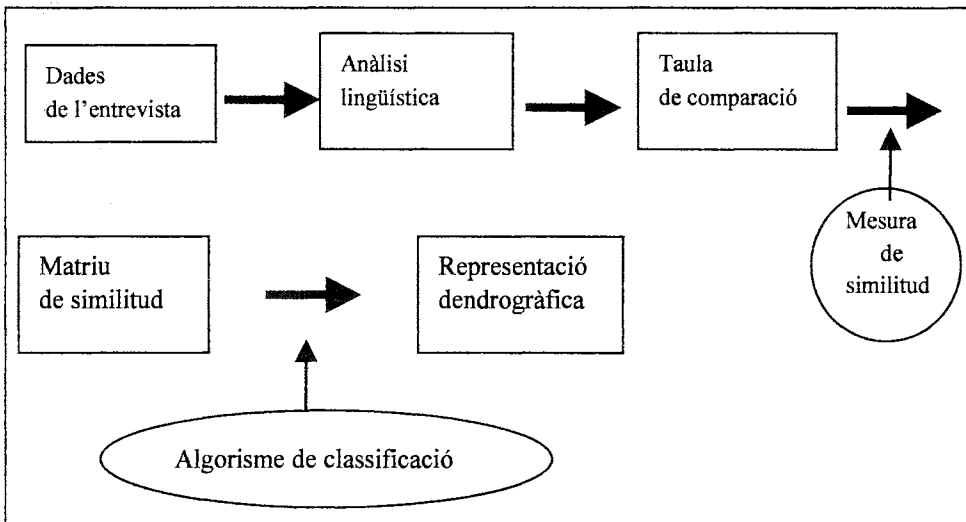 Dades
de l'entrevista
Anàlisi
lingüística
Taula
de comparació
Mesura
de
similitud
Matriu
de similitud
Representació
dendrogràfica
Algorisme de classificació